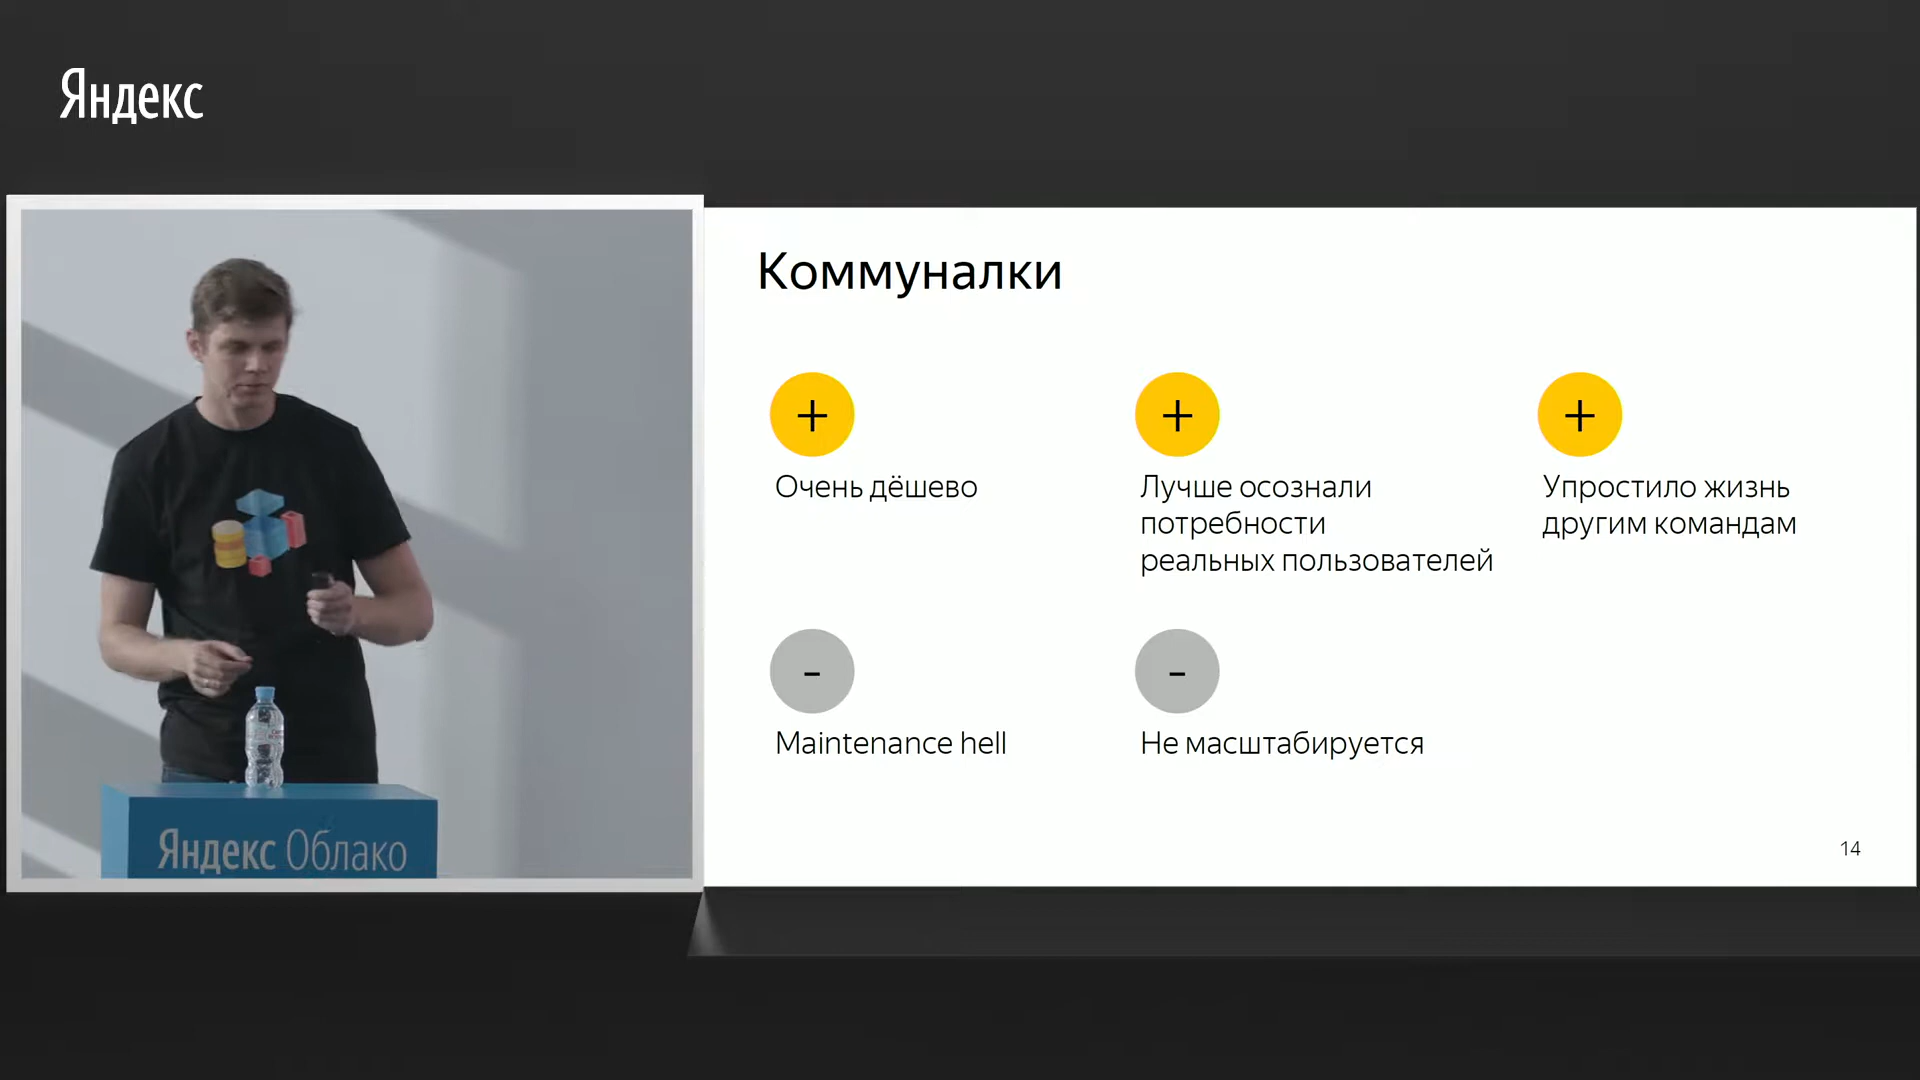 Яндекс
Коммуналки
+
+
+
Очень дёшево
Лучше осознали
потребности
реальных пользователей
Упростило жизнь
другим командам
-
-
Maintenance hell
Не масштабируется
14
Яндекс Облако